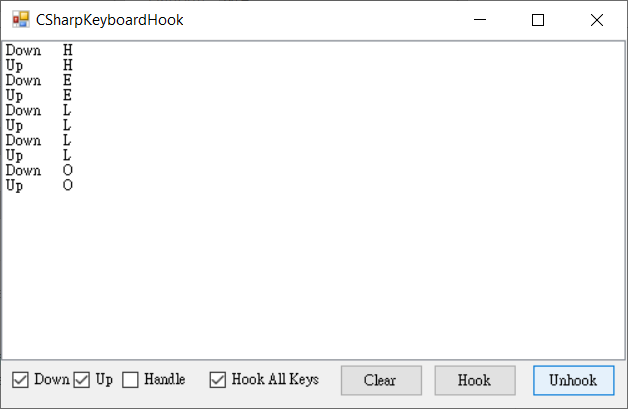 CSharpKeyboardHook
Down H
Up H
Down E
Up E
Down L
Up L
Down L
Up L
Down O
Up O
Down Up Handle Hook All Keys Clear Hook Unhook